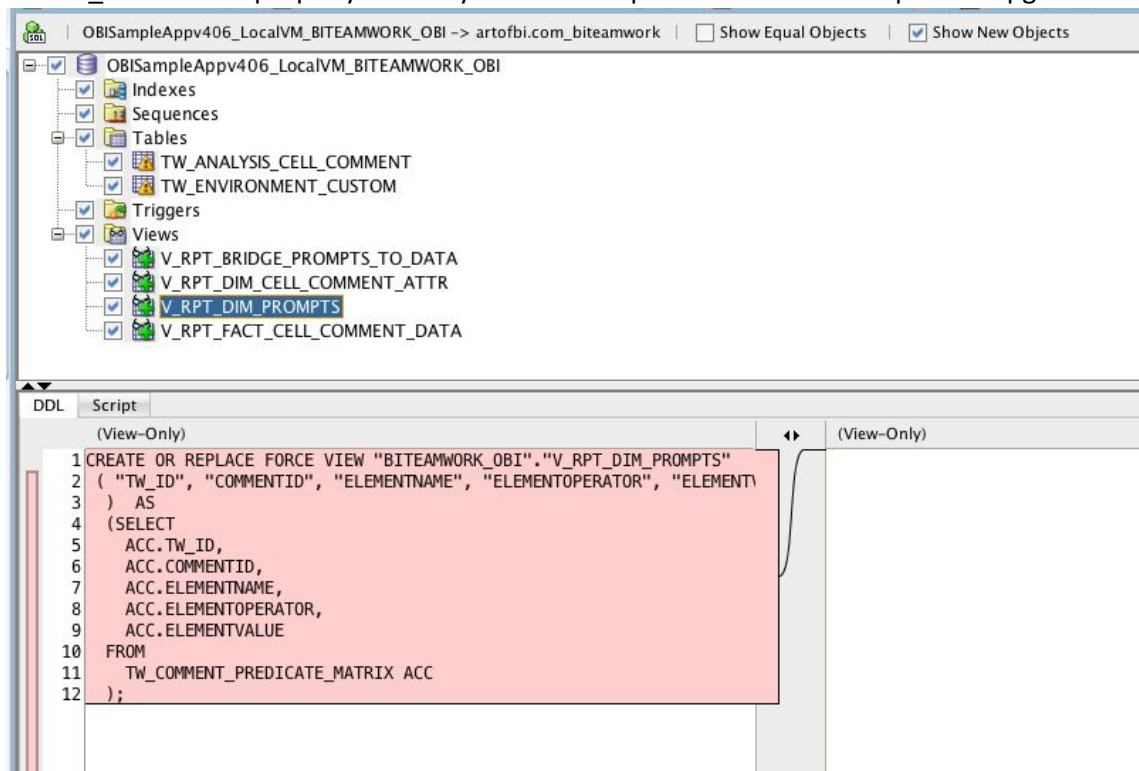 OBISampleAppv406_LocalVM_BITEAMWORK_OBI -> artofbi.com_biteamwork | Show Equal Objects | Show New Objects
OBISampleAppv406_LocalVM_BITEAMWORK_OBI
Indexes
Sequences
Tables
TW_ANALYSIS_CELL_COMMENT
TW_ENVIRONMENT_CUSTOM
Triggers
Views
V_RPT_BRIDGE_PROMPTS_TO_DATA
V_RPT_DIM_CELL_COMMENT_ATTR
V_RPT_DIM_PROMPTS
V_RPT_FACT_CELL_COMMENT_DATA
DDL Script
(View-Only) (View-Only)
1 CREATE OR REPLACE FORCE VIEW "BITEAMWORK_OBI"."V_RPT_DIM_PROMPTS"
2 ( "TW_ID", "COMMENTID", "ELEMENTNAME", "ELEMENTOPERATOR", "ELEMENT
3 ) AS
4 (SELECT
5 ACC.TW_ID,
6 ACC.COMMENTID,
7 ACC.ELEMENTNAME,
8 ACC.ELEMENTOPERATOR,
9 ACC.ELEMENTVALUE
10 FROM
11 TW_COMMENT_PREDICATE_MATRIX ACC
12 );